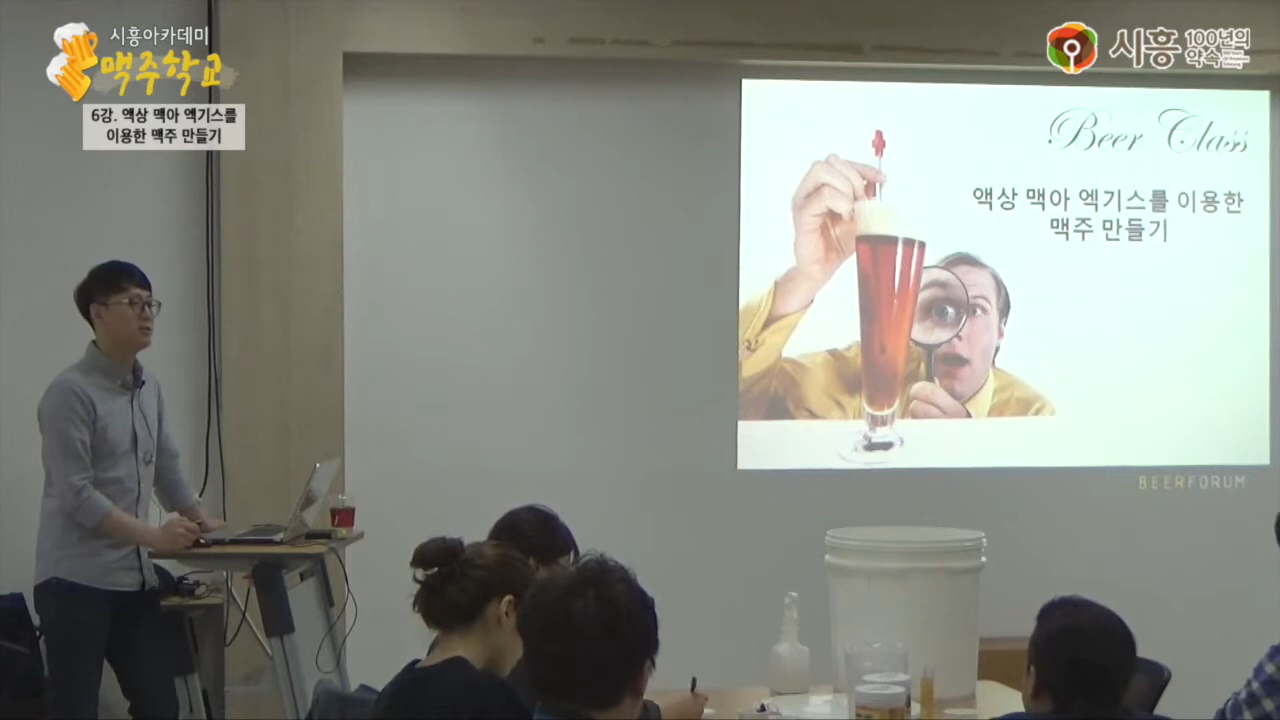 시흥아카데미
맥주학교
6강. 액상 맥아 엑기스를
이용한 맥주 만들기
시흥 100년의
약속
Beer Class
액상 맥아 엑기스를 이용한
맥주 만들기
BEERFORUM